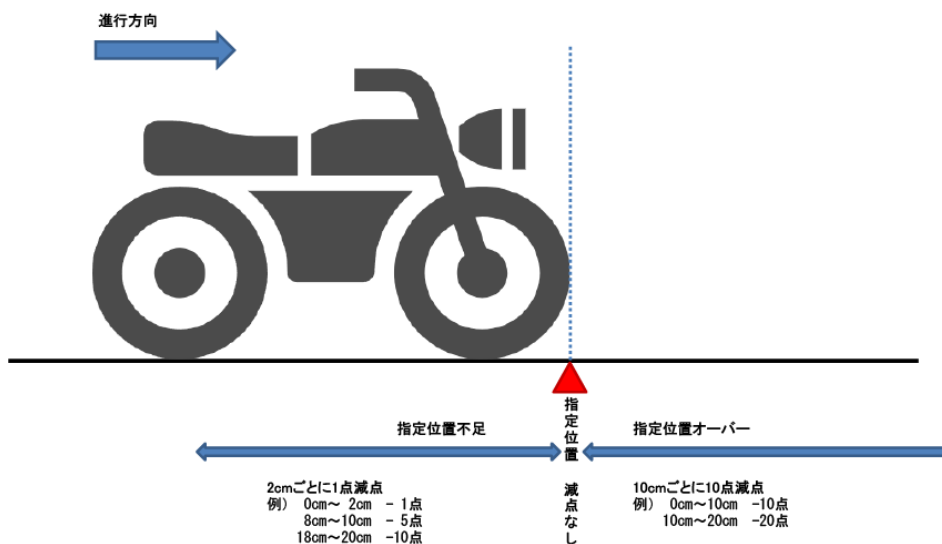 進行方向
指定位置不足
2cmごとに1点減点
例） 0cm～ 2cm －1点
8cm～10cm －5点
18cm～20cm －10点
指定位置 減点なし
指定位置オーバー
10cmごとに10点減点
例） 0cm～10cm －10点
10cm～20cm －20点